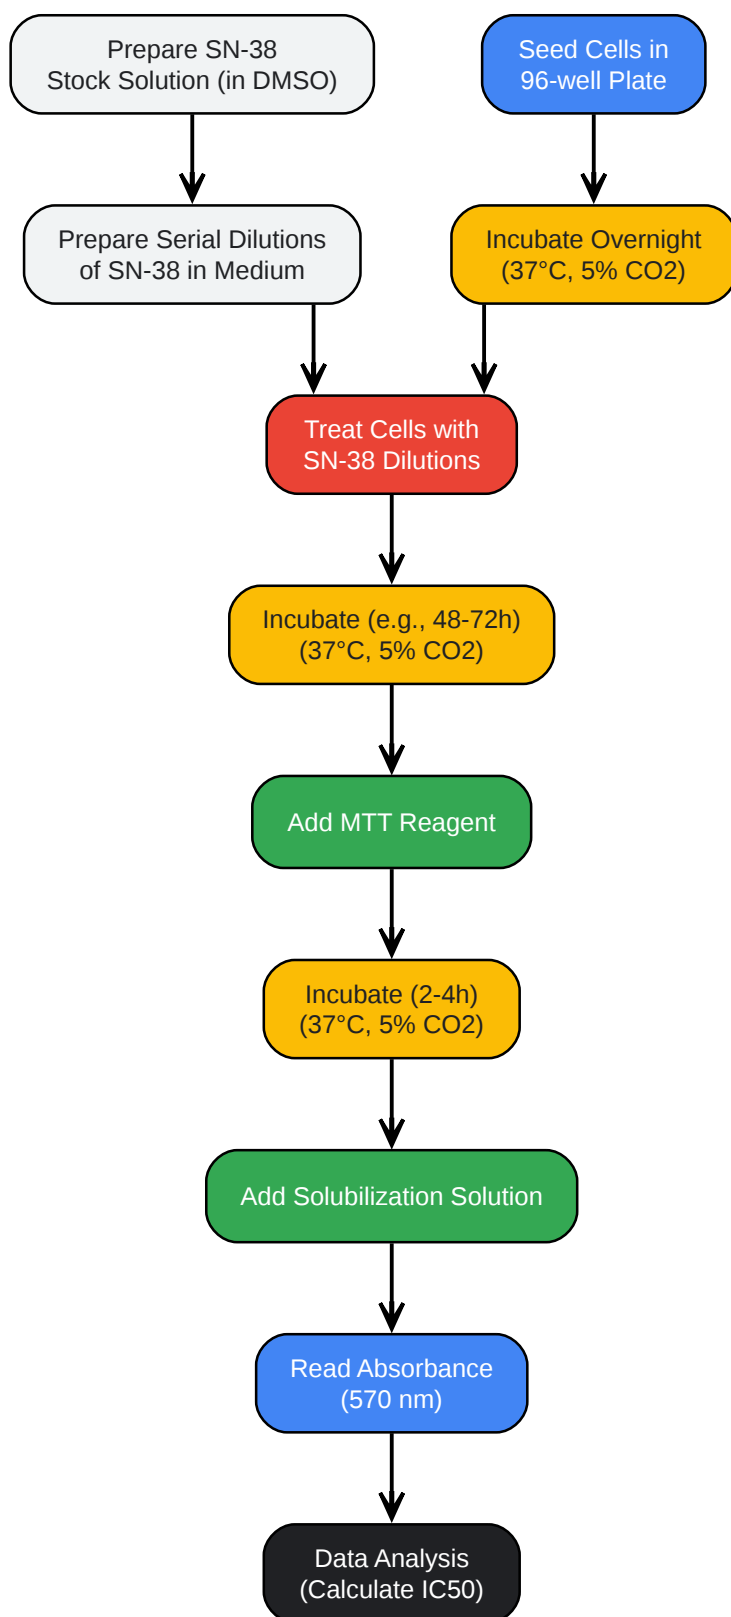 Prepare SN-38
Stock Solution (in DMSO)
Seed Cells in
96-well Plate
Prepare Serial Dilutions
of SN-38 in Medium
Incubate Overnight
(37°C, 5% CO2)
Treat Cells with
SN-38 Dilutions
Incubate (e.g., 48-72h)
(37°C, 5% CO2)
Add MTT Reagent
Incubate (2-4h)
(37°C, 5% CO2)
Add Solubilization Solution
Read Absorbance
(570 nm)
Data Analysis
(Calculate IC50)